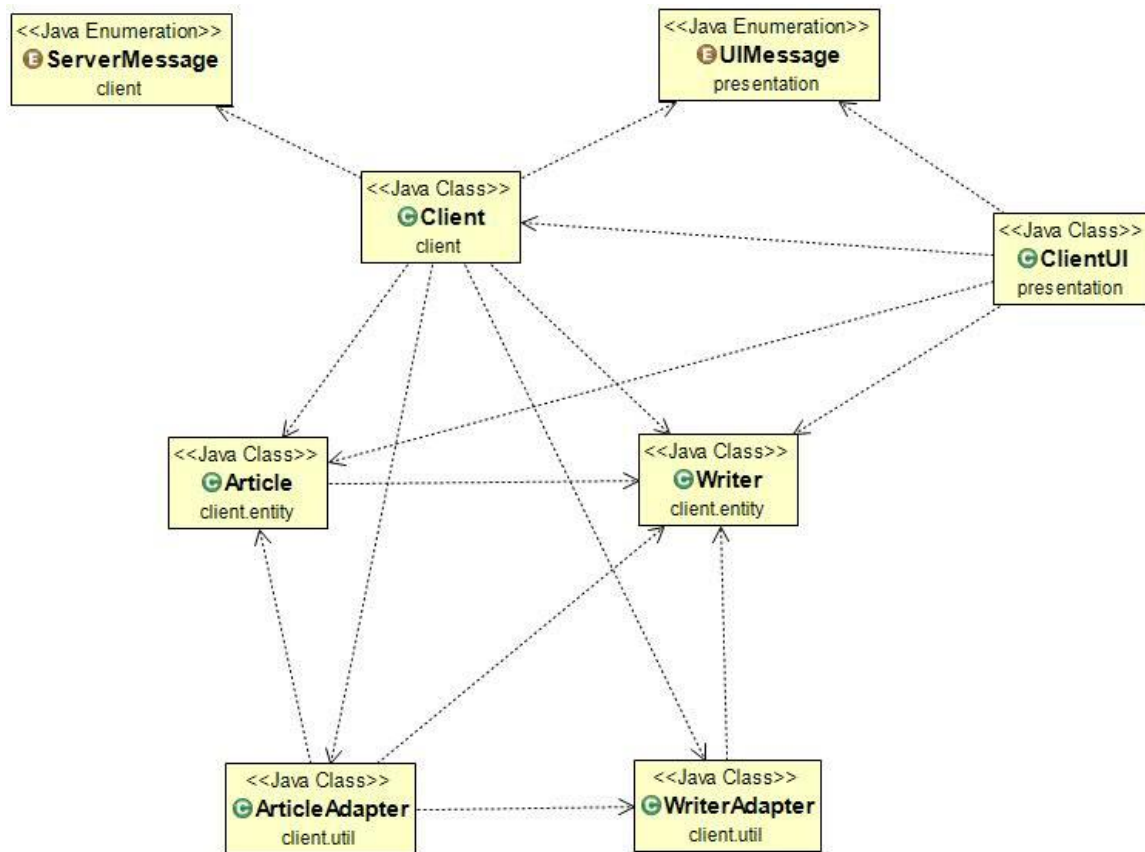 <<Java Enumeration>>
ServerMessage
client
<<Java Enumeration>>
UIMessage
presentation
<<Java Class>>
Client
client
<<Java Class>>
ClientUI
presentation
<<Java Class>>
Article
client.entity
<<Java Class>>
Writer
client.entity
<<Java Class>>
ArticleAdapter
client.util
<<Java Class>>
WriterAdapter
client.util